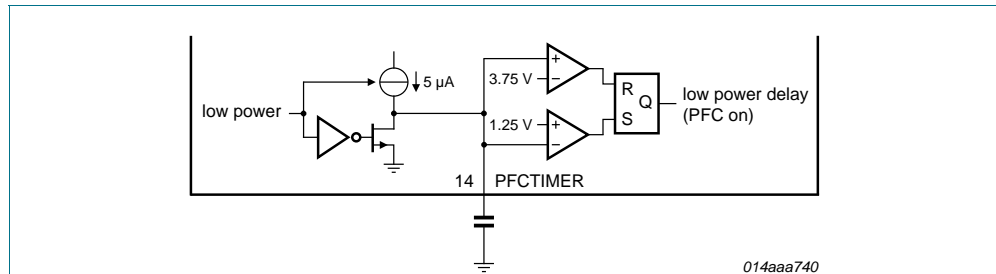 +
3.75 V −
5 µA
R
Q
S
low power delay
(PFC on)
low power
1.25 V +
−
14 PFCTIMER
014aaa740